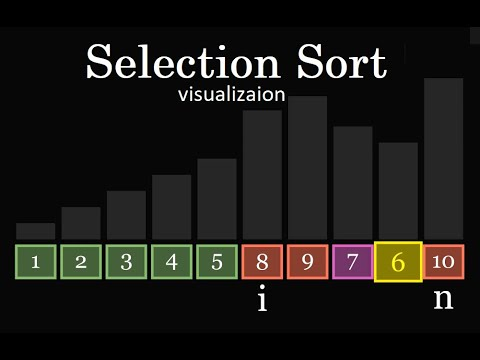 Selection Sort
visualizaion
1 2 3 4 5 8 9 7 6 10
i n